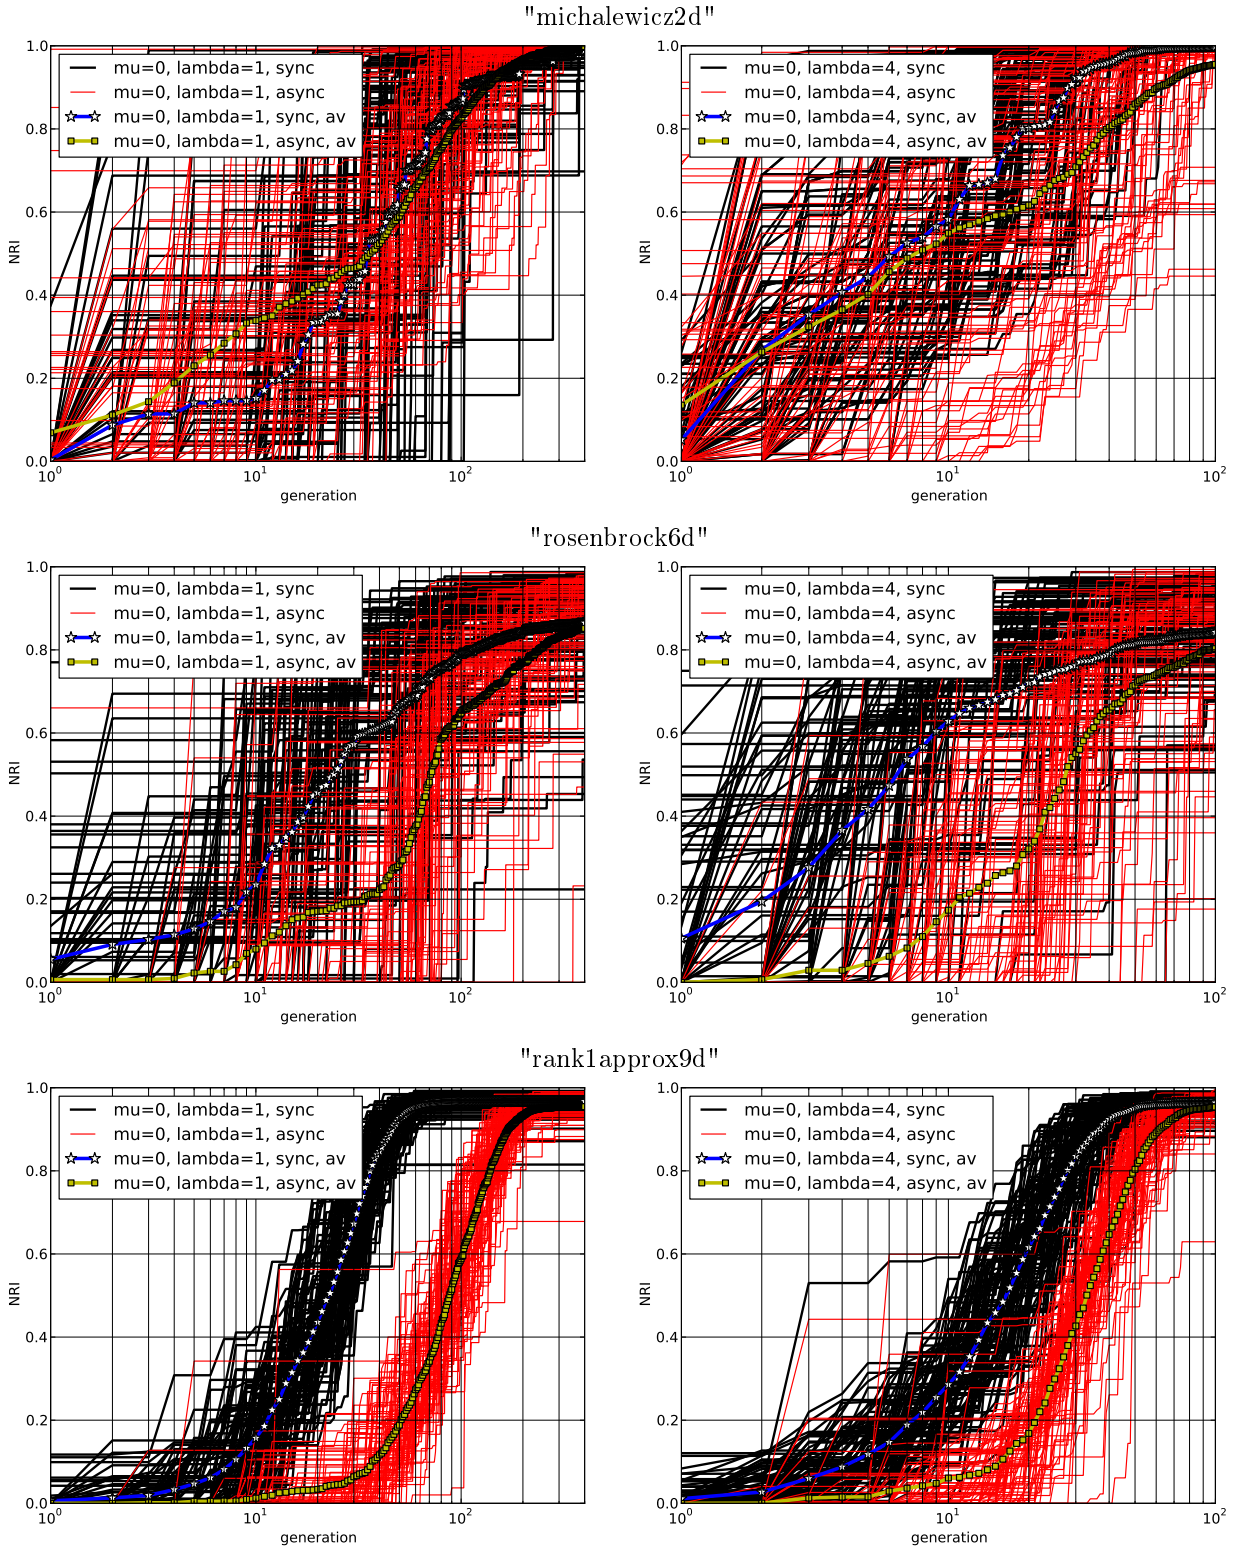 "michalewicz2d"
1.0
0.8
0.6
0.4
0.2
0.0
NRI
mu=0, lambda=1, sync
mu=0, lambda=1, async
mu=0, lambda=1, sync, av
mu=0, lambda=1, async, av
10^0
10^1
10^2
generation
1.0
0.8
0.6
0.4
0.2
0.0
NRI
mu=0, lambda=4, sync
mu=0, lambda=4, async
mu=0, lambda=4, sync, av
mu=0, lambda=4, async, av
10^0
10^1
10^2
generation
"rosenbrock6d"
1.0
0.8
0.6
0.4
0.2
0.0
NRI
mu=0, lambda=1, sync
mu=0, lambda=1, async
mu=0, lambda=1, sync, av
mu=0, lambda=1, async, av
10^0
10^1
10^2
generation
1.0
0.8
0.6
0.4
0.2
0.0
NRI
mu=0, lambda=4, sync
mu=0, lambda=4, async
mu=0, lambda=4, sync, av
mu=0, lambda=4, async, av
10^0
10^1
10^2
generation
"rank1approx9d"
1.0
0.8
0.6
0.4
0.2
0.0
NRI
mu=0, lambda=1, sync
mu=0, lambda=1, async
mu=0, lambda=1, sync, av
mu=0, lambda=1, async, av
10^0
10^1
10^2
generation
1.0
0.8
0.6
0.4
0.2
0.0
NRI
mu=0, lambda=4, sync
mu=0, lambda=4, async
mu=0, lambda=4, sync, av
mu=0, lambda=4, async, av
10^0
10^1
10^2
generation